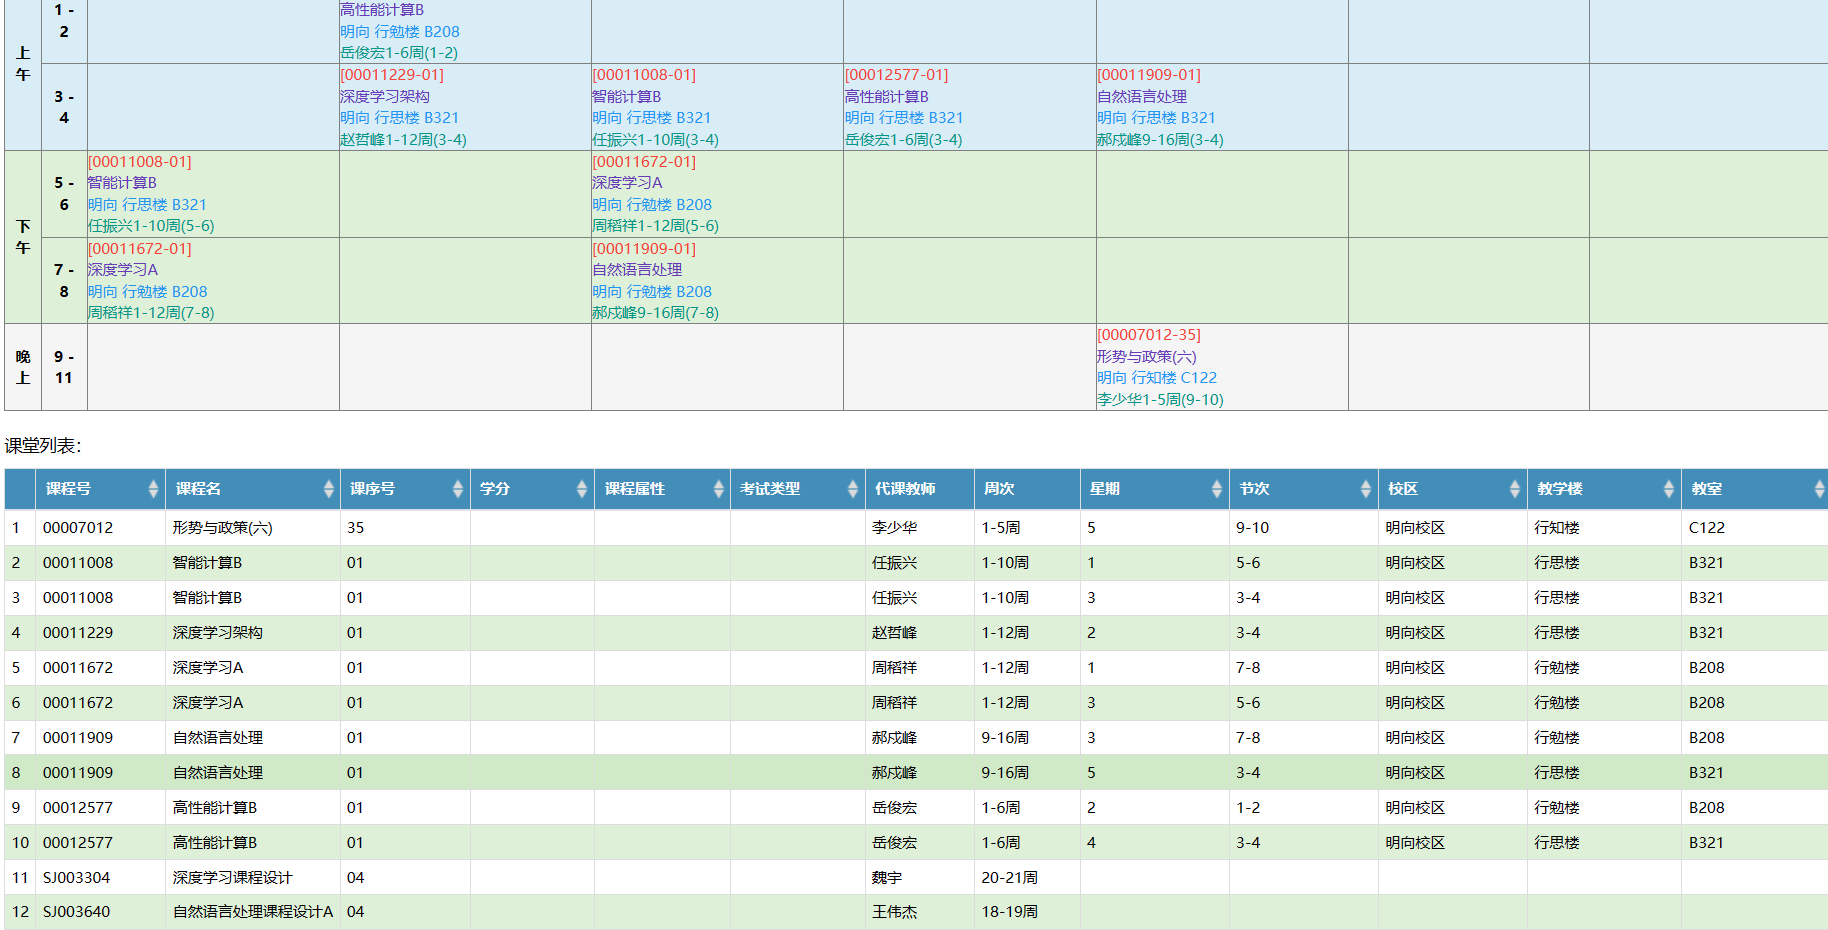 上午
1 - 2
高性能计算B
明向 行勉楼 B208
岳俊宏1-6周(1-2)
3 - 4
[00011229-01]
深度学习架构
明向 行思楼 B321
赵哲峰1-12周(3-4)
[00011008-01]
智能计算B
明向 行思楼 B321
任振兴1-10周(3-4)
[00012577-01]
高性能计算B
明向 行思楼 B321
岳俊宏1-6周(3-4)
[00011909-01]
自然语言处理
明向 行思楼 B321
郝戍峰9-16周(3-4)
下午
5 - 6
[00011008-01]
智能计算B
明向 行思楼 B321
任振兴1-10周(5-6)
[00011672-01]
深度学习A
明向 行勉楼 B208
周稻祥1-12周(5-6)
7 - 8
[00011672-01]
深度学习A
明向 行勉楼 B208
周稻祥1-12周(7-8)
[00011909-01]
自然语言处理
明向 行勉楼 B208
郝戍峰9-16周(7-8)
晚上
9 - 11
[00007012-35]
形势与政策(六)
明向 行知楼 C122
李少华1-5周(9-10)
课堂列表:
课程号 课程名 课序号 学分 课程属性 考试类型 代课教师 周次 星期 节次 校区 教学楼 教室
1 00007012 形势与政策(六) 35 李少华 1-5周 5 9-10 明向校区 行知楼 C122
2 00011008 智能计算B 01 任振兴 1-10周 1 5-6 明向校区 行思楼 B321
3 00011008 智能计算B 01 任振兴 1-10周 3 3-4 明向校区 行思楼 B321
4 00011229 深度学习架构 01 赵哲峰 1-12周 2 3-4 明向校区 行思楼 B321
5 00011672 深度学习A 01 周稻祥 1-12周 1 7-8 明向校区 行勉楼 B208
6 00011672 深度学习A 01 周稻祥 1-12周 3 5-6 明向校区 行勉楼 B208
7 00011909 自然语言处理 01 郝戍峰 9-16周 3 7-8 明向校区 行勉楼 B208
8 00011909 自然语言处理 01 郝戍峰 9-16周 5 3-4 明向校区 行思楼 B321
9 00012577 高性能计算B 01 岳俊宏 1-6周 2 1-2 明向校区 行勉楼 B208
10 00012577 高性能计算B 01 岳俊宏 1-6周 4 3-4 明向校区 行思楼 B321
11 SJ003304 深度学习课程设计 04 魏宇 20-21周
12 SJ003640 自然语言处理课程设计A 04 王伟杰 18-19周